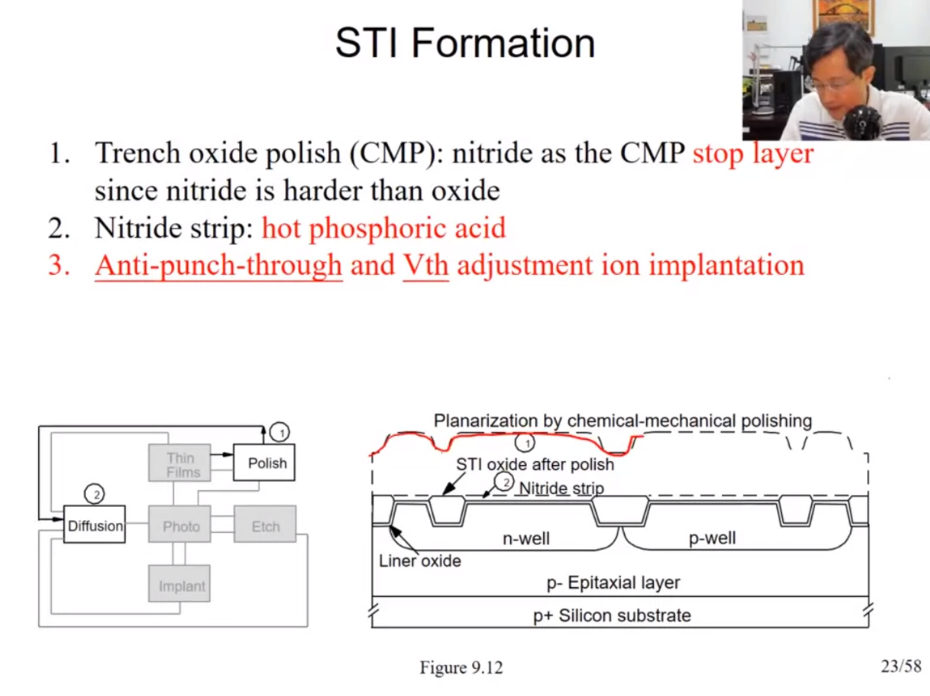 STI Formation
1. Trench oxide polish (CMP): nitride as the CMP stop layer
since nitride is harder than oxide
2. Nitride strip: hot phosphoric acid
3. Anti-punch-through and Vth adjustment ion implantation
1
Thin
Films
Polish
2
Diffusion
Photo
Etch
Implant
Planarization by chemical-mechanical polishing
1
STI oxide after polish
2 Nitride strip
n-well
p-well
Liner oxide
p- Epitaxial layer
p+ Silicon substrate
Figure 9.12
23/58